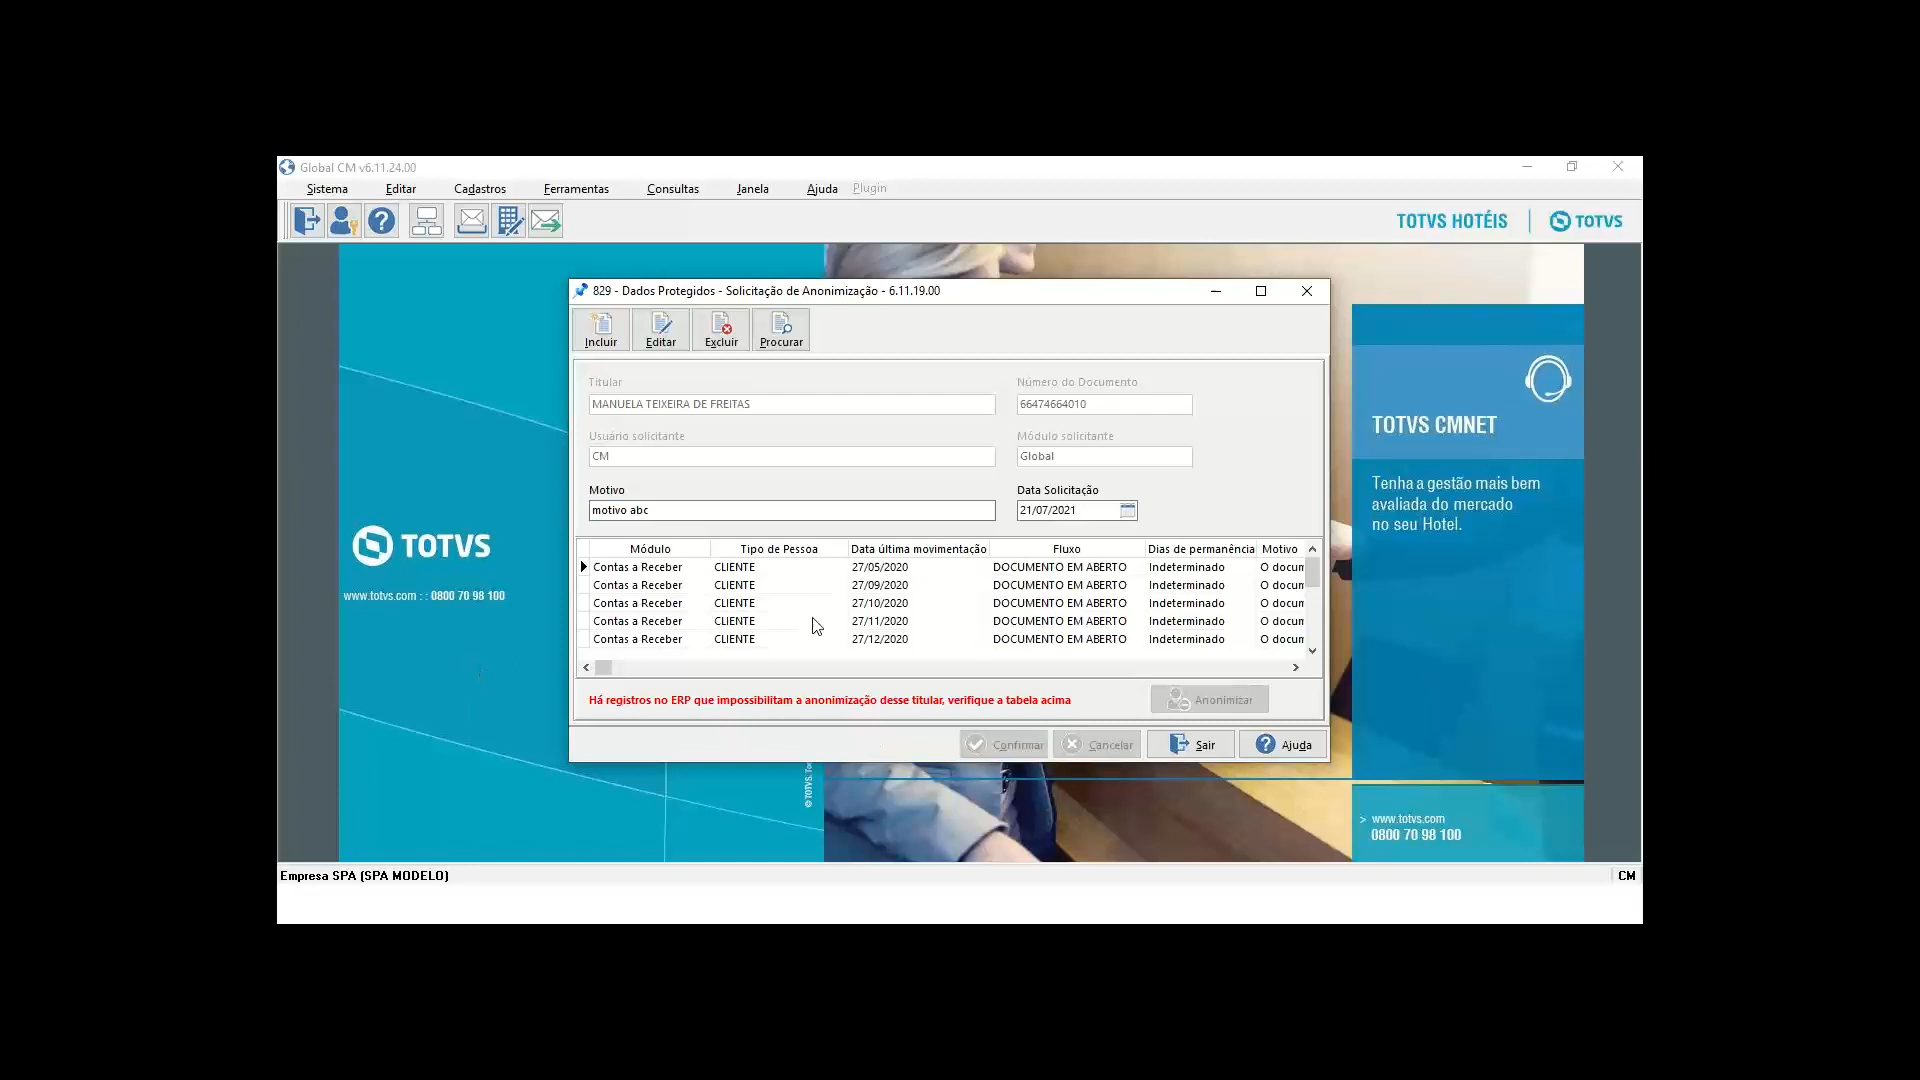 Global CM v6.11.24.00
Sistema Editar Cadastros Ferramentas Consultas Janela Ajuda Plugin
TOTVS HOTÉIS TOTVS
829 - Dados Protegidos - Solicitação de Anonimização - 6.11.19.00
Incluir Editar Excluir Procurar
Titular Número do Documento
MANUELA TEIXEIRA DE FREITAS 66474664010
Usuário solicitante Módulo solicitante
CM Global
Motivo Data Solicitação
motivo abc 21/07/2021
Módulo Tipo de Pessoa Data última movimentação Fluxo Dias de permanência Motivo
Contas a Receber CLIENTE 27/05/2020 DOCUMENTO EM ABERTO Indeterminado O docum
Contas a Receber CLIENTE 27/09/2020 DOCUMENTO EM ABERTO Indeterminado O docum
Contas a Receber CLIENTE 27/10/2020 DOCUMENTO EM ABERTO Indeterminado O docum
Contas a Receber CLIENTE 27/11/2020 DOCUMENTO EM ABERTO Indeterminado O docum
Contas a Receber CLIENTE 27/12/2020 DOCUMENTO EM ABERTO Indeterminado O docum
Há registros no ERP que impossibilitam a anonimização desse titular, verifique a tabela acima Anonimizar
Confirmar Cancelar Sair Ajuda
TOTVS
www.totvs.com : : 0800 70 98 100
TOTVS CMNET
Tenha a gestão mais bem
avaliada do mercado
no seu Hotel.
> www.totvs.com
0800 70 98 100
Empresa SPA (SPA MODELO) CM